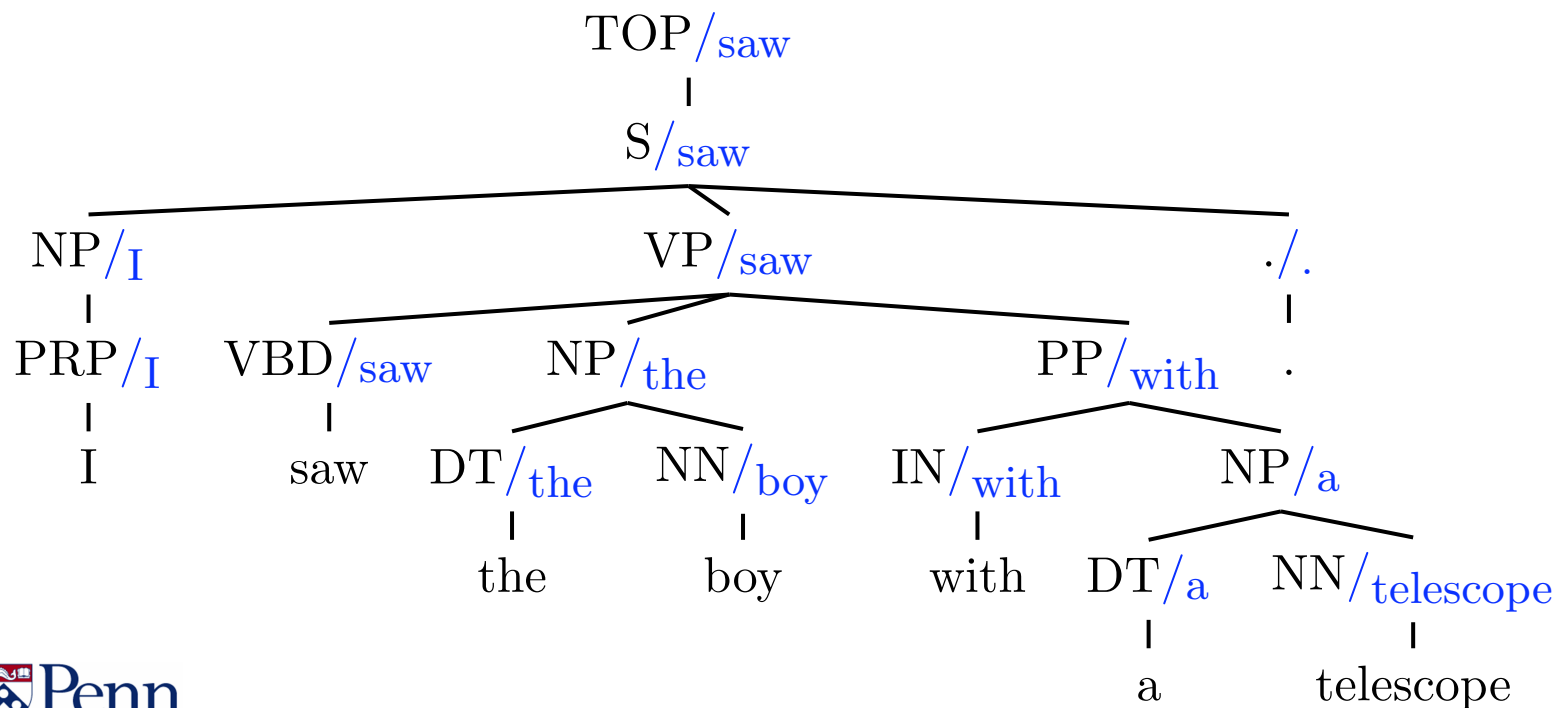 TOP/saw
S/saw
NP/I VP/saw ./.
PRP/I VBD/saw NP/the PP/with .
I saw DT/the NN/boy IN/with NP/a
the boy with DT/a NN/telescope
a telescope
Penn